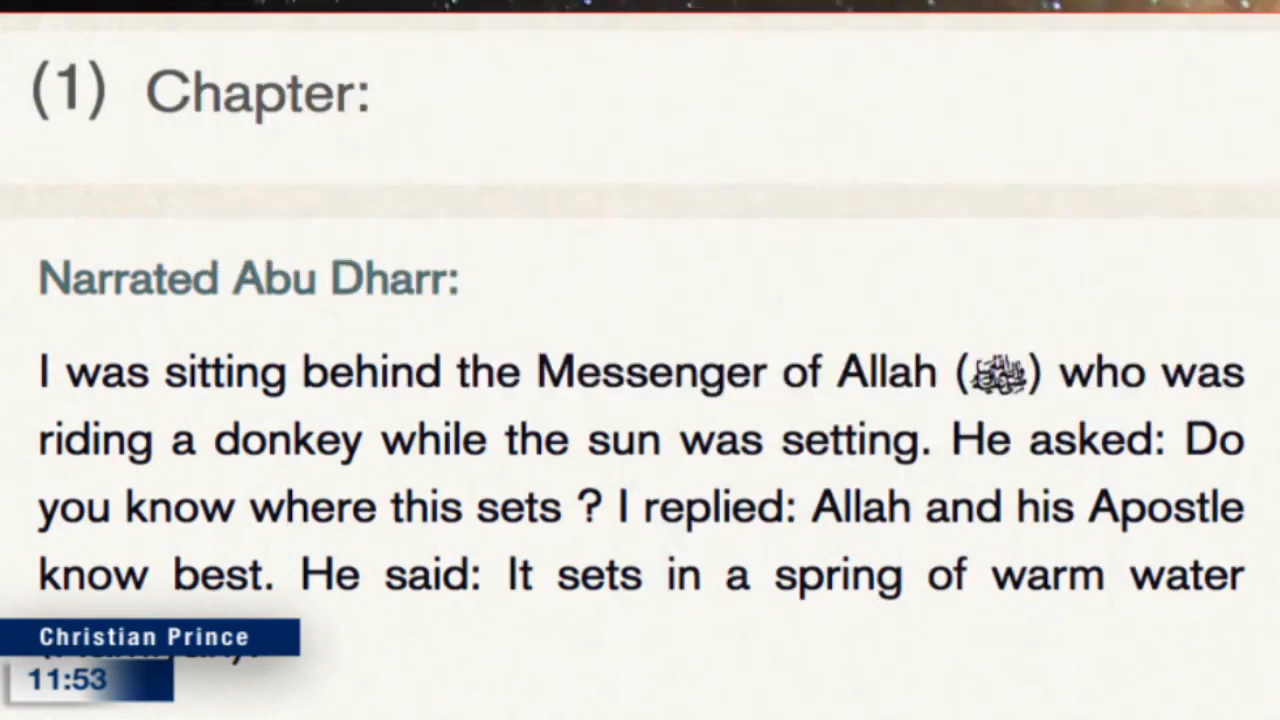 (1) Chapter:
Narrated Abu Dharr:
I was sitting behind the Messenger of Allah (ﷺ) who was
riding a donkey while the sun was setting. He asked: Do
you know where this sets ? I replied: Allah and his Apostle
know best. He said: It sets in a spring of warm water
Christian Prince
11:53